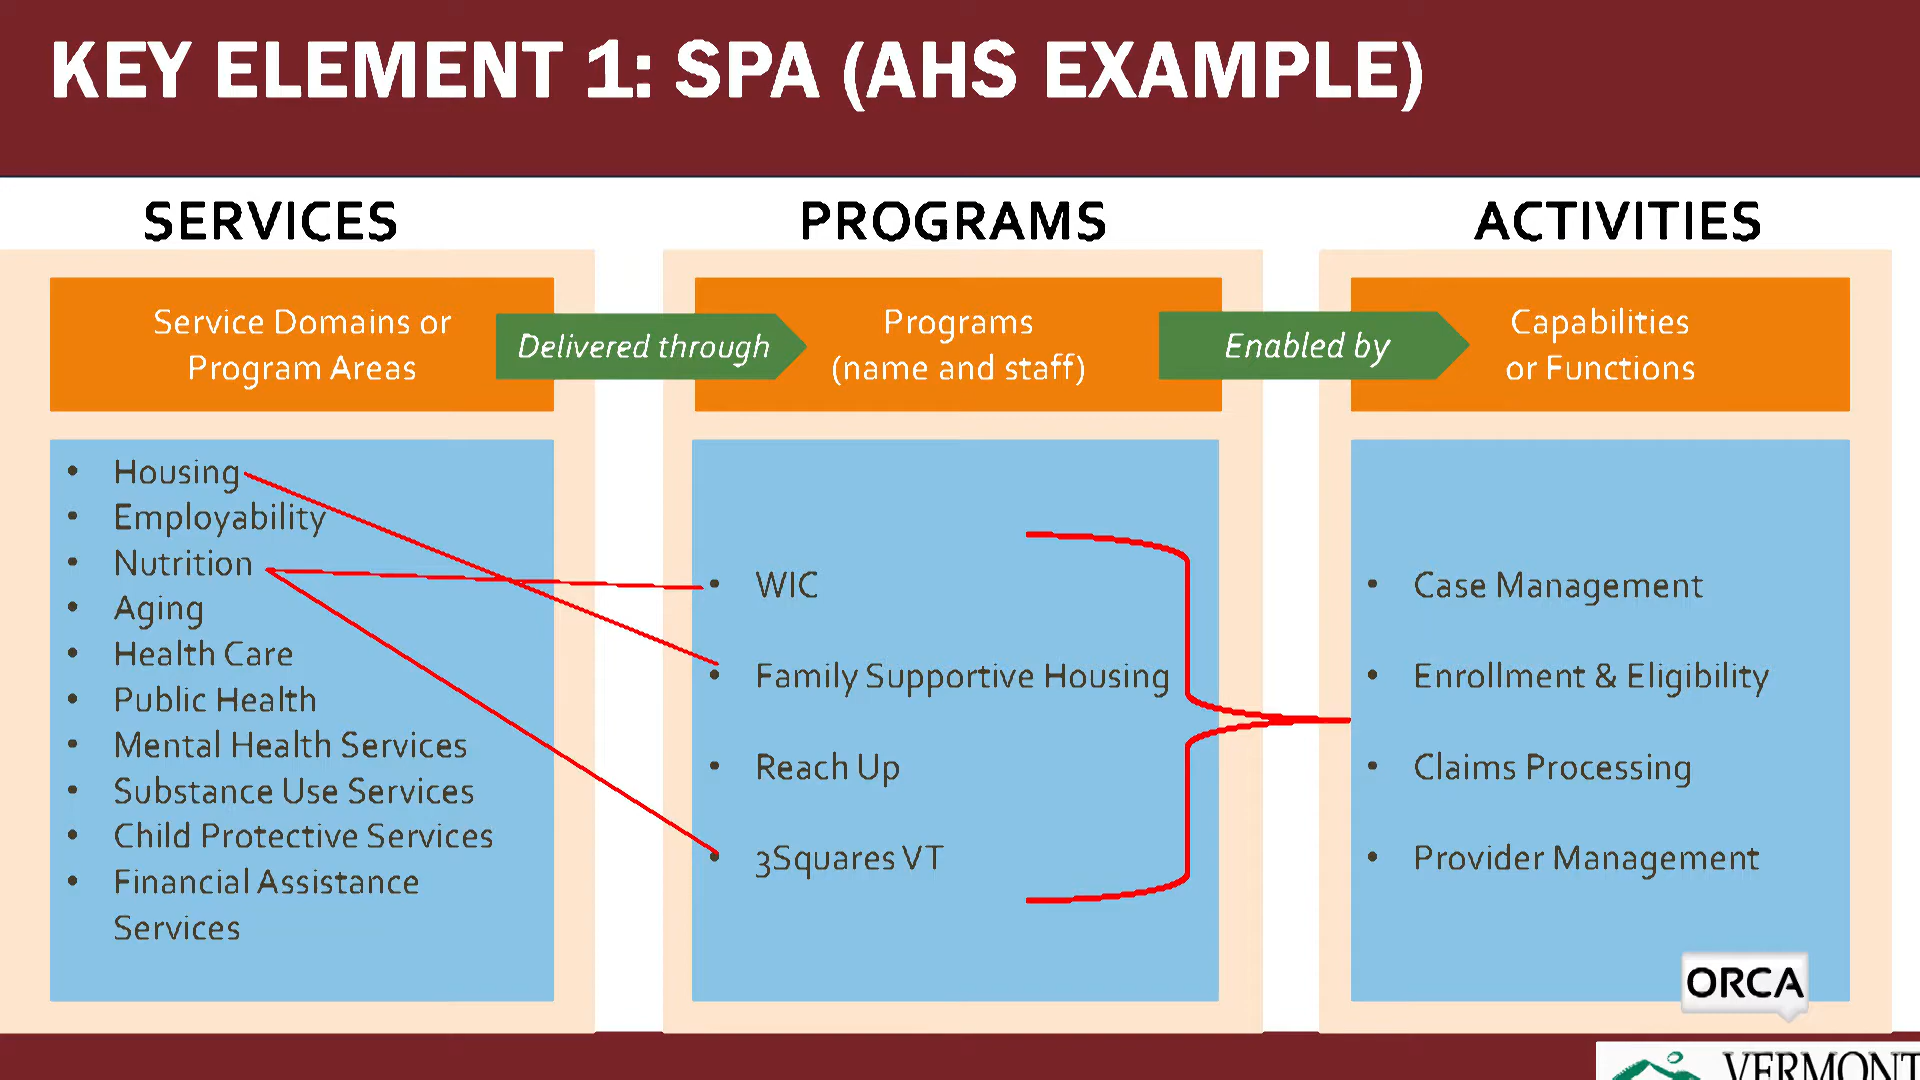 KEY ELEMENT 1: SPA (AHS EXAMPLE)
SERVICES
PROGRAMS
ACTIVITIES
Service Domains or
Program Areas
Delivered through
Programs
(name and staff)
Enabled by
Capabilities
or Functions
• Housing
• Employability
• Nutrition
• Aging
• Health Care
• Public Health
• Mental Health Services
• Substance Use Services
• Child Protective Services
• Financial Assistance
Services
• WIC
• Family Supportive Housing
• Reach Up
• 3Squares VT
• Case Management
• Enrollment & Eligibility
• Claims Processing
• Provider Management
ORCA
VERMONT